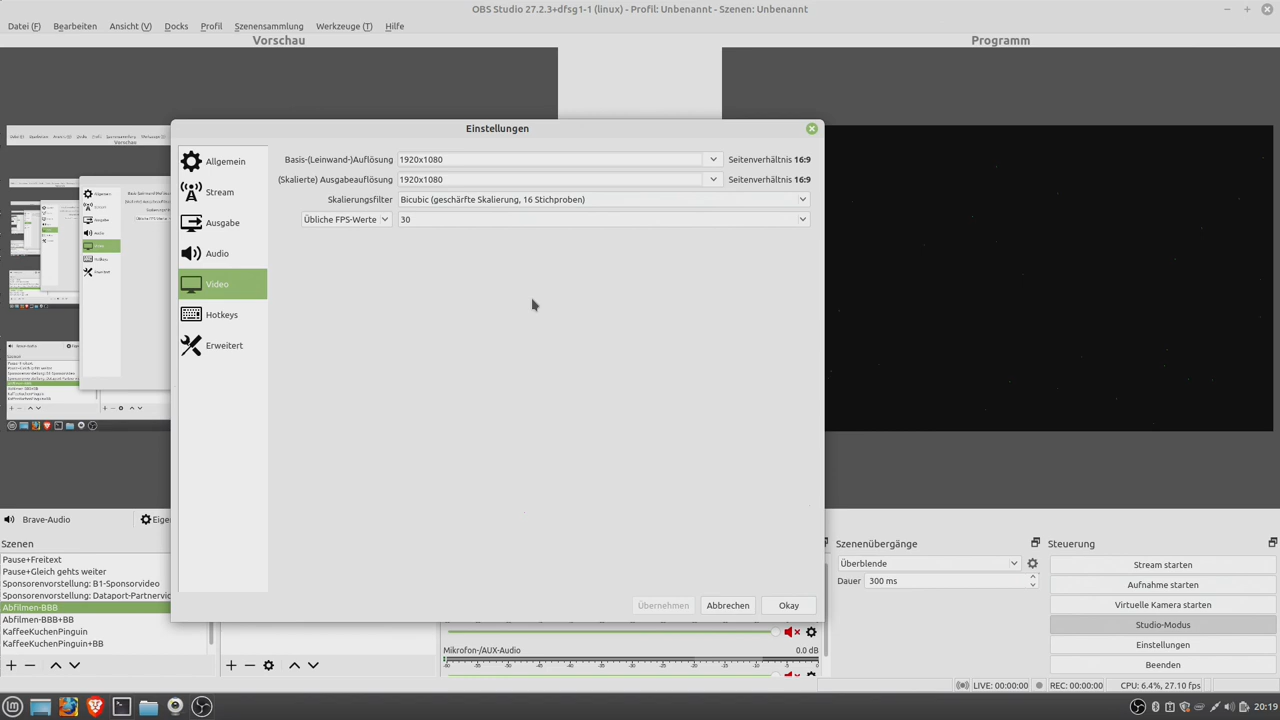 OBS Studio 27.2.3+dfsg1-1 (linux) - Profil: Unbenannt - Szenen: Unbenannt
Datei (F) Bearbeiten Ansicht (V) Docks Profil Szenensammlung Werkzeuge (T) Hilfe
Vorschau Programm
Einstellungen
Allgemein
Stream
Ausgabe
Audio
Video
Hotkeys
Erweitert
Basis-(Leinwand-)Auflösung 1920x1080 Seitenverhältnis 16:9
(Skalierte) Ausgabeauflösung 1920x1080 Seitenverhältnis 16:9
Skalierungsfilter Bicubic (geschärfte Skalierung, 16 Stichproben)
Übliche FPS-Werte 30
Übernehmen Abbrechen Okay
Brave-Audio Eige
Szenen
Pause+Freitext
Pause+Gleich gehts weiter
Sponsorenvorstellung: B1-Sponsorvideo
Sponsorenvorstellung: Dataport-Partnervi
Abfilmen-BBB
Abfilmen-BBB+BB
KaffeeKuchenPinguin
KaffeeKuchenPinguin+BB
Mikrofon-/AUX-Audio 0.0 dB
Szenenübergänge
Überblende
Dauer 300 ms
Steuerung
Stream starten
Aufnahme starten
Virtuelle Kamera starten
Studio-Modus
Einstellungen
Beenden
LIVE: 00:00:00 REC: 00:00:00 CPU: 6.4%, 27.10 fps
20:19